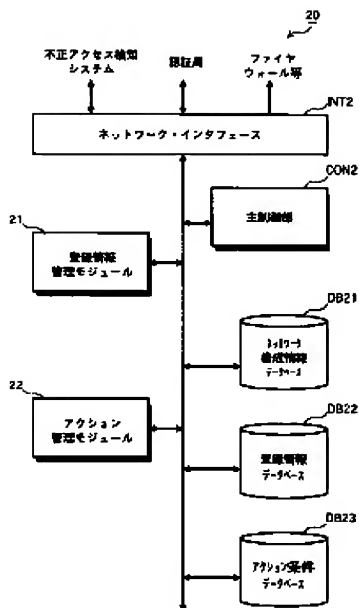 20
不正アクセス検知
システム
認証局
ファイヤ
ウォール等
INT2
ネットワーク・インタフェース
CON2
主制御部
21
登録情報
管理モジュール
DB21
ネットワーク
構成情報
データベース
22
アクション
管理モジュール
DB22
登録情報
データベース
DB23
アクション条件
データベース